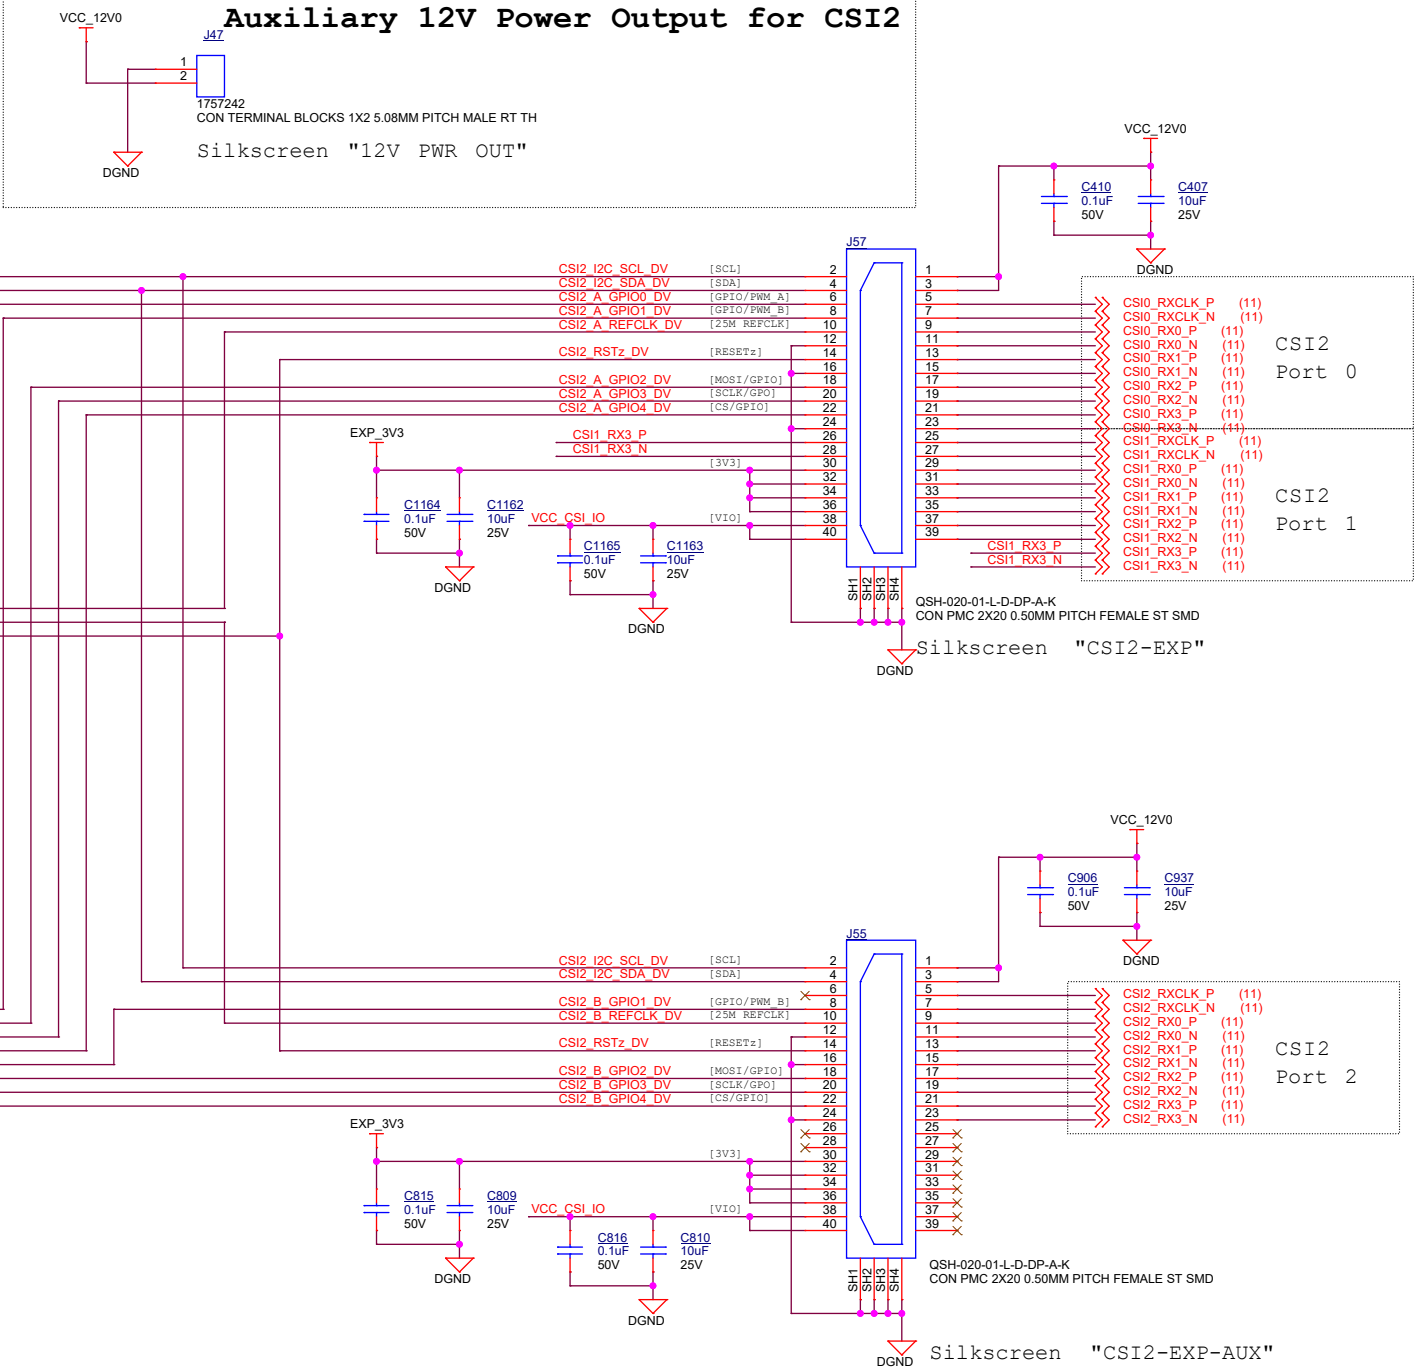 Auxiliary 12V Power Output for CSI2
VCC_12V0
J47
1
2
1757242
CON TERMINAL BLOCKS 1X2 5.08MM PITCH MALE RT TH
Silkscreen "12V PWR OUT"
DGND
VCC_12V0
C410
0.1uF
50V
C407
10uF
25V
DGND
J57
CSI2_I2C_SCL_DV [SCL] 2 1
CSI2_I2C_SDA_DV [SDA] 4 3
CSI2_A_GPIO0_DV [GPIO/PWM_A] 6 5 CSI0_RXCLK_P (11)
CSI2_A_GPIO1_DV [GPIO/PWM_B] 8 7 CSI0_RXCLK_N (11)
CSI2_A_REFCLK_DV [25M REFCLK] 10 9 CSI0_RX0_P (11)
12 11 CSI0_RX0_N (11)
CSI2_RSTz_DV [RESETz] 14 13 CSI0_RX1_P (11)
16 15 CSI0_RX1_N (11)
CSI2_A_GPIO2_DV [MOSI/GPIO] 18 17 CSI0_RX2_P (11)
CSI2_A_GPIO3_DV [SCLK/GPO] 20 19 CSI0_RX2_N (11)
CSI2_A_GPIO4_DV [CS/GPIO] 22 21 CSI0_RX3_P (11)
24 23 CSI0_RX3_N (11)
CSI1_RX3_P 26 25 CSI1_RXCLK_P (11)
CSI1_RX3_N 28 27 CSI1_RXCLK_N (11)
[3V3] 30 29 CSI1_RX0_P (11)
32 31 CSI1_RX0_N (11)
34 33 CSI1_RX1_P (11)
36 35 CSI1_RX1_N (11)
VCC_CSI_IO [VIO] 38 37 CSI1_RX2_P (11)
40 39 CSI1_RX2_N (11)
CSI1_RX3_P CSI1_RX3_P (11)
CSI1_RX3_N CSI1_RX3_N (11)
CSI2
Port 0
CSI2
Port 1
EXP_3V3
C1164
0.1uF
50V
C1162
10uF
25V
DGND
C1165
0.1uF
50V
C1163
10uF
25V
DGND
SH1
SH2
SH3
SH4
QSH-020-01-L-D-DP-A-K
CON PMC 2X20 0.50MM PITCH FEMALE ST SMD
Silkscreen "CSI2-EXP"
DGND
VCC_12V0
C906
0.1uF
50V
C937
10uF
25V
DGND
J55
CSI2_I2C_SCL_DV [SCL] 2 1
CSI2_I2C_SDA_DV [SDA] 4 3
6 5 CSI2_RXCLK_P (11)
CSI2_B_GPIO1_DV [GPIO/PWM_B] 8 7 CSI2_RXCLK_N (11)
CSI2_B_REFCLK_DV [25M REFCLK] 10 9 CSI2_RX0_P (11)
12 11 CSI2_RX0_N (11)
CSI2_RSTz_DV [RESETz] 14 13 CSI2_RX1_P (11)
16 15 CSI2_RX1_N (11)
CSI2_B_GPIO2_DV [MOSI/GPIO] 18 17 CSI2_RX2_P (11)
CSI2_B_GPIO3_DV [SCLK/GPO] 20 19 CSI2_RX2_N (11)
CSI2_B_GPIO4_DV [CS/GPIO] 22 21 CSI2_RX3_P (11)
24 23 CSI2_RX3_N (11)
26 25
28 27
[3V3] 30 29
32 31
34 33
36 35
VCC_CSI_IO [VIO] 38 37
40 39
CSI2
Port 2
EXP_3V3
C815
0.1uF
50V
C809
10uF
25V
DGND
C816
0.1uF
50V
C810
10uF
25V
DGND
SH1
SH2
SH3
SH4
QSH-020-01-L-D-DP-A-K
CON PMC 2X20 0.50MM PITCH FEMALE ST SMD
DGND
Silkscreen "CSI2-EXP-AUX"